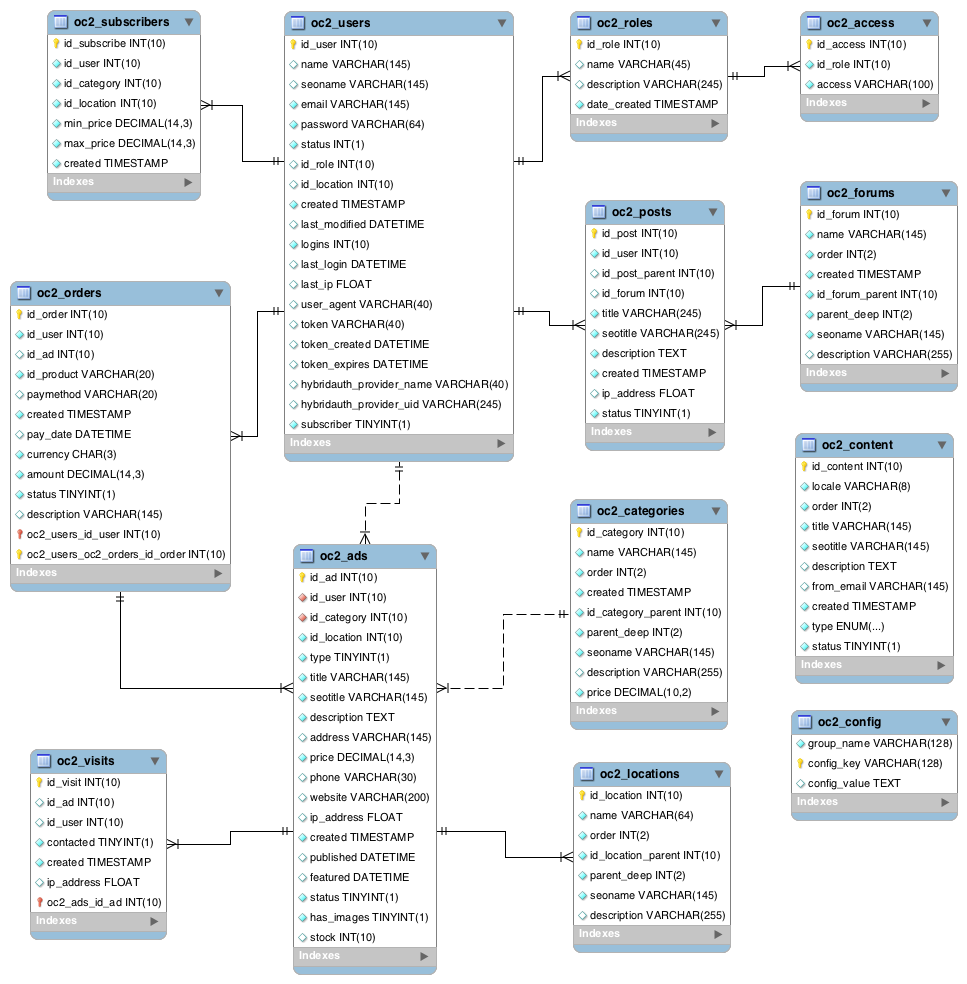 oc2_subscribers
id_subscribe INT(10)
id_user INT(10)
id_category INT(10)
id_location INT(10)
min_price DECIMAL(14,3)
max_price DECIMAL(14,3)
created TIMESTAMP
Indexes
oc2_users
id_user INT(10)
name VARCHAR(145)
seoname VARCHAR(145)
email VARCHAR(145)
password VARCHAR(64)
status INT(1)
id_role INT(10)
id_location INT(10)
created TIMESTAMP
last_modified DATETIME
logins INT(10)
last_login DATETIME
last_ip FLOAT
user_agent VARCHAR(40)
token VARCHAR(40)
token_created DATETIME
token_expires DATETIME
hybridauth_provider_name VARCHAR(40)
hybridauth_provider_uid VARCHAR(245)
subscriber TINYINT(1)
Indexes
oc2_roles
id_role INT(10)
name VARCHAR(45)
description VARCHAR(245)
date_created TIMESTAMP
Indexes
oc2_access
id_access INT(10)
id_role INT(10)
access VARCHAR(100)
Indexes
oc2_posts
id_post INT(10)
id_user INT(10)
id_post_parent INT(10)
id_forum INT(10)
title VARCHAR(245)
seotitle VARCHAR(245)
description TEXT
created TIMESTAMP
ip_address FLOAT
status TINYINT(1)
Indexes
oc2_forums
id_forum INT(10)
name VARCHAR(145)
order INT(2)
created TIMESTAMP
id_forum_parent INT(10)
parent_deep INT(2)
seoname VARCHAR(145)
description VARCHAR(255)
Indexes
oc2_orders
id_order INT(10)
id_user INT(10)
id_ad INT(10)
id_product VARCHAR(20)
paymethod VARCHAR(20)
created TIMESTAMP
pay_date DATETIME
currency CHAR(3)
amount DECIMAL(14,3)
status TINYINT(1)
description VARCHAR(145)
oc2_users_id_user INT(10)
oc2_users_oc2_orders_id_order INT(10)
Indexes
oc2_ads
id_ad INT(10)
id_user INT(10)
id_category INT(10)
id_location INT(10)
type TINYINT(1)
title VARCHAR(145)
seotitle VARCHAR(145)
description TEXT
address VARCHAR(145)
price DECIMAL(14,3)
phone VARCHAR(30)
website VARCHAR(200)
ip_address FLOAT
created TIMESTAMP
published DATETIME
featured DATETIME
status TINYINT(1)
has_images TINYINT(1)
stock INT(10)
Indexes
oc2_categories
id_category INT(10)
name VARCHAR(145)
order INT(2)
created TIMESTAMP
id_category_parent INT(10)
parent_deep INT(2)
seoname VARCHAR(145)
description VARCHAR(255)
price DECIMAL(10,2)
Indexes
oc2_content
id_content INT(10)
locale VARCHAR(8)
order INT(2)
title VARCHAR(145)
seotitle VARCHAR(145)
description TEXT
from_email VARCHAR(145)
created TIMESTAMP
type ENUM(...)
status TINYINT(1)
Indexes
oc2_visits
id_visit INT(10)
id_ad INT(10)
id_user INT(10)
contacted TINYINT(1)
created TIMESTAMP
ip_address FLOAT
oc2_ads_id_ad INT(10)
Indexes
oc2_locations
id_location INT(10)
name VARCHAR(64)
order INT(2)
id_location_parent INT(10)
parent_deep INT(2)
seoname VARCHAR(145)
description VARCHAR(255)
Indexes
oc2_config
group_name VARCHAR(128)
config_key VARCHAR(128)
config_value TEXT
Indexes